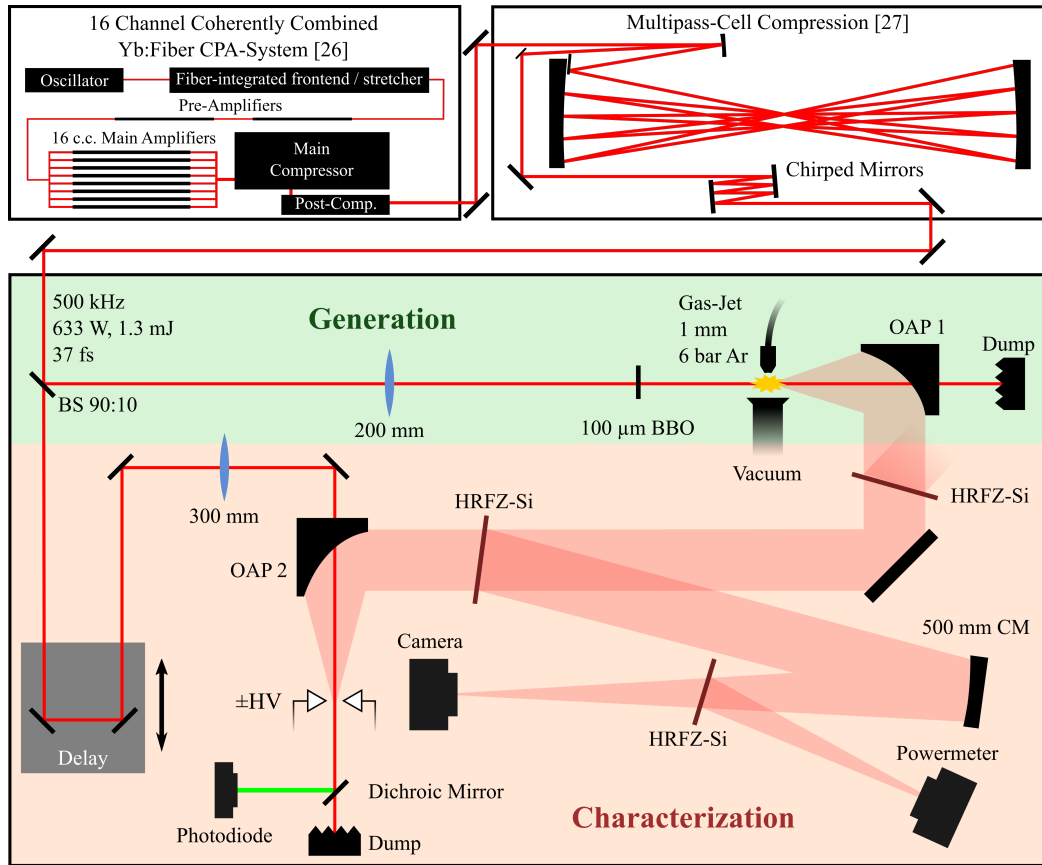 16 Channel Coherently Combined
Yb:Fiber CPA-System [26]
Oscillator
Fiber-integrated frontend / stretcher
Pre-Amplifiers
16 c.c. Main Amplifiers
Main
Compressor
Post-Comp.
Multipass-Cell Compression [27]
Chirped Mirrors
500 kHz
633 W, 1.3 mJ
37 fs
Generation
Gas-Jet
1 mm
6 bar Ar
OAP 1
Dump
BS 90:10
200 mm
100 µm BBO
Vacuum
HRFZ-Si
300 mm
HRFZ-Si
OAP 2
500 mm CM
Camera
±HV
HRFZ-Si
Delay
Powermeter
Dichroic Mirror
Photodiode
Dump
Characterization